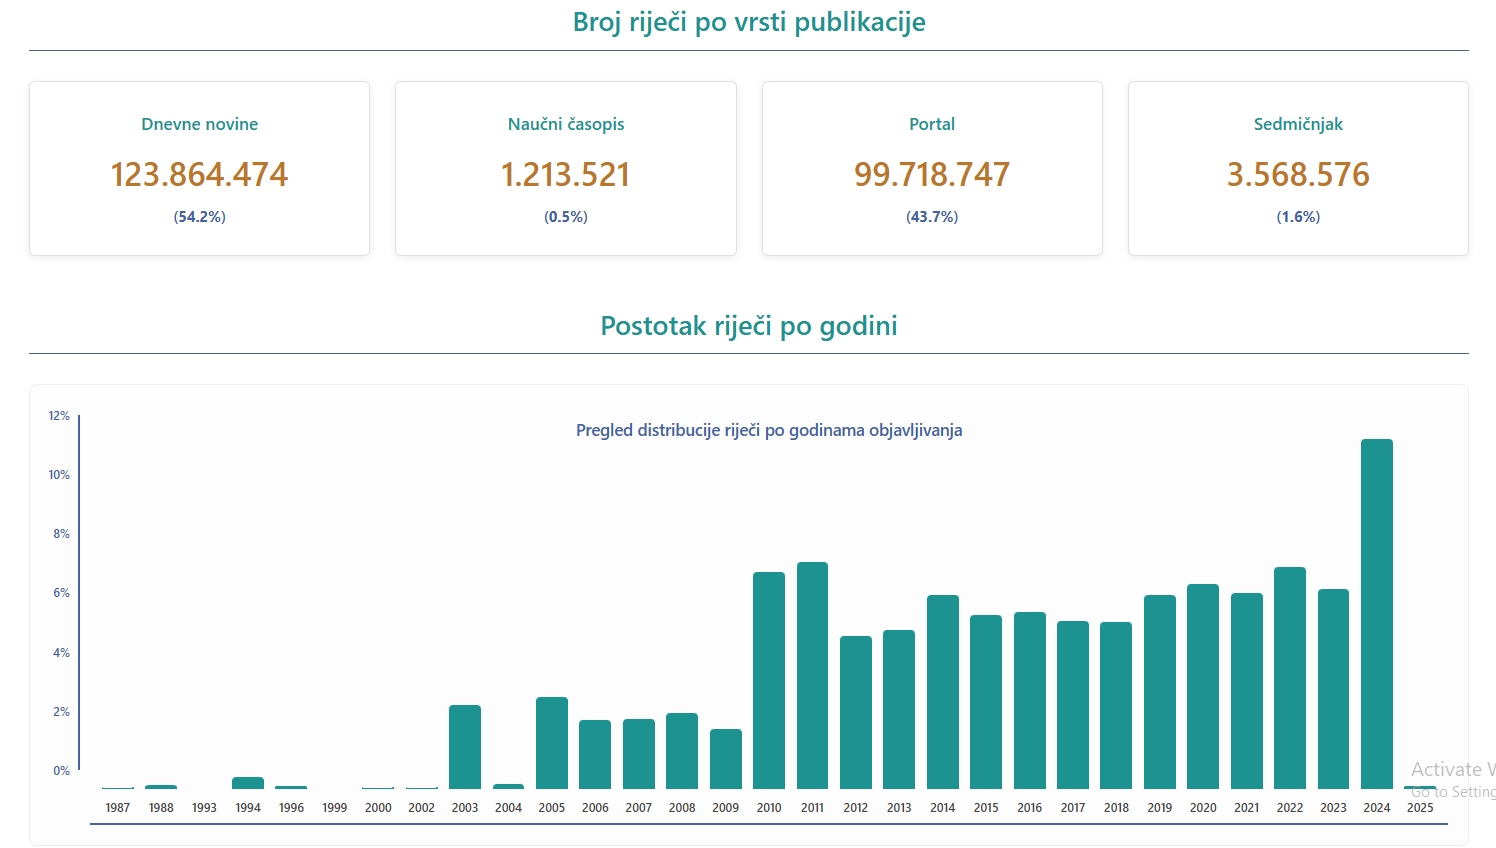 Broj riječi po vrsti publikacije
Dnevne novine
123.864.474
(54.2%)
Naučni časopis
1.213.521
(0.5%)
Portal
99.718.747
(43.7%)
Sedmičnjak
3.568.576
(1.6%)
Postotak riječi po godini
Pregled distribucije riječi po godinama objavljivanja
12%
10%
8%
6%
4%
2%
0%
1987 1988 1993 1994 1996 1999 2000 2002 2003 2004 2005 2006 2007 2008 2009 2010 2011 2012 2013 2014 2015 2016 2017 2018 2019 2020 2021 2022 2023 2024 2025
Activate W
Go to Setting